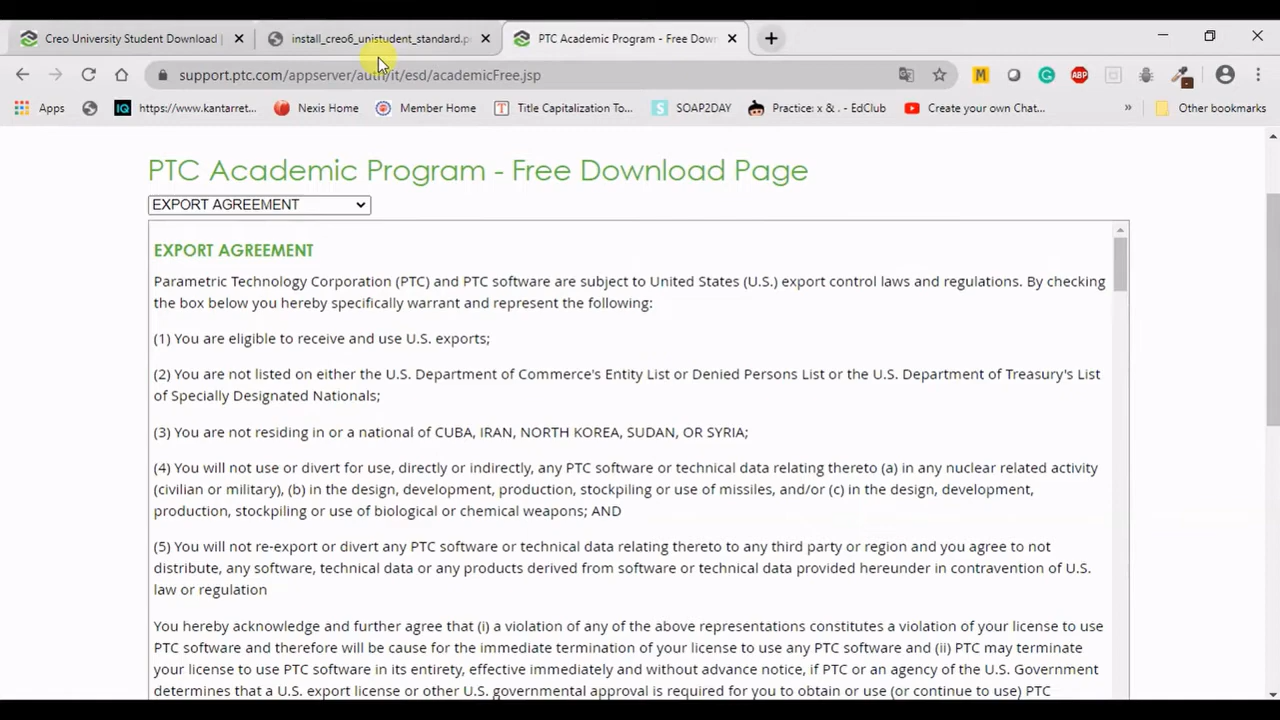 Creo University Student Download |
install_creo6_unistudent_standard.p
PTC Academic Program - Free Down
support.ptc.com/appserver/auth/it/esd/academicFree.jsp
Apps
https://www.kantarret...
Nexis Home
Member Home
Title Capitalization To...
SOAP2DAY
Practice: x & . - EdClub
Create your own Chat...
»
Other bookmarks
PTC Academic Program - Free Download Page
EXPORT AGREEMENT
EXPORT AGREEMENT
Parametric Technology Corporation (PTC) and PTC software are subject to United States (U.S.) export control laws and regulations. By checking
the box below you hereby specifically warrant and represent the following:
(1) You are eligible to receive and use U.S. exports;
(2) You are not listed on either the U.S. Department of Commerce's Entity List or Denied Persons List or the U.S. Department of Treasury's List
of Specially Designated Nationals;
(3) You are not residing in or a national of CUBA, IRAN, NORTH KOREA, SUDAN, OR SYRIA;
(4) You will not use or divert for use, directly or indirectly, any PTC software or technical data relating thereto (a) in any nuclear related activity
(civilian or military), (b) in the design, development, production, stockpiling or use of missiles, and/or (c) in the design, development,
production, stockpiling or use of biological or chemical weapons; AND
(5) You will not re-export or divert any PTC software or technical data relating thereto to any third party or region and you agree to not
distribute, any software, technical data or any products derived from software or technical data provided hereunder in contravention of U.S.
law or regulation
You hereby acknowledge and further agree that (i) a violation of any of the above representations constitutes a violation of your license to use
PTC software and therefore will be cause for the immediate termination of your license to use any PTC software and (ii) PTC may terminate
your license to use PTC software in its entirety, effective immediately and without advance notice, if PTC or an agency of the U.S. Government
determines that a U.S. export license or other U.S. governmental approval is required for you to obtain or use (or continue to use) PTC